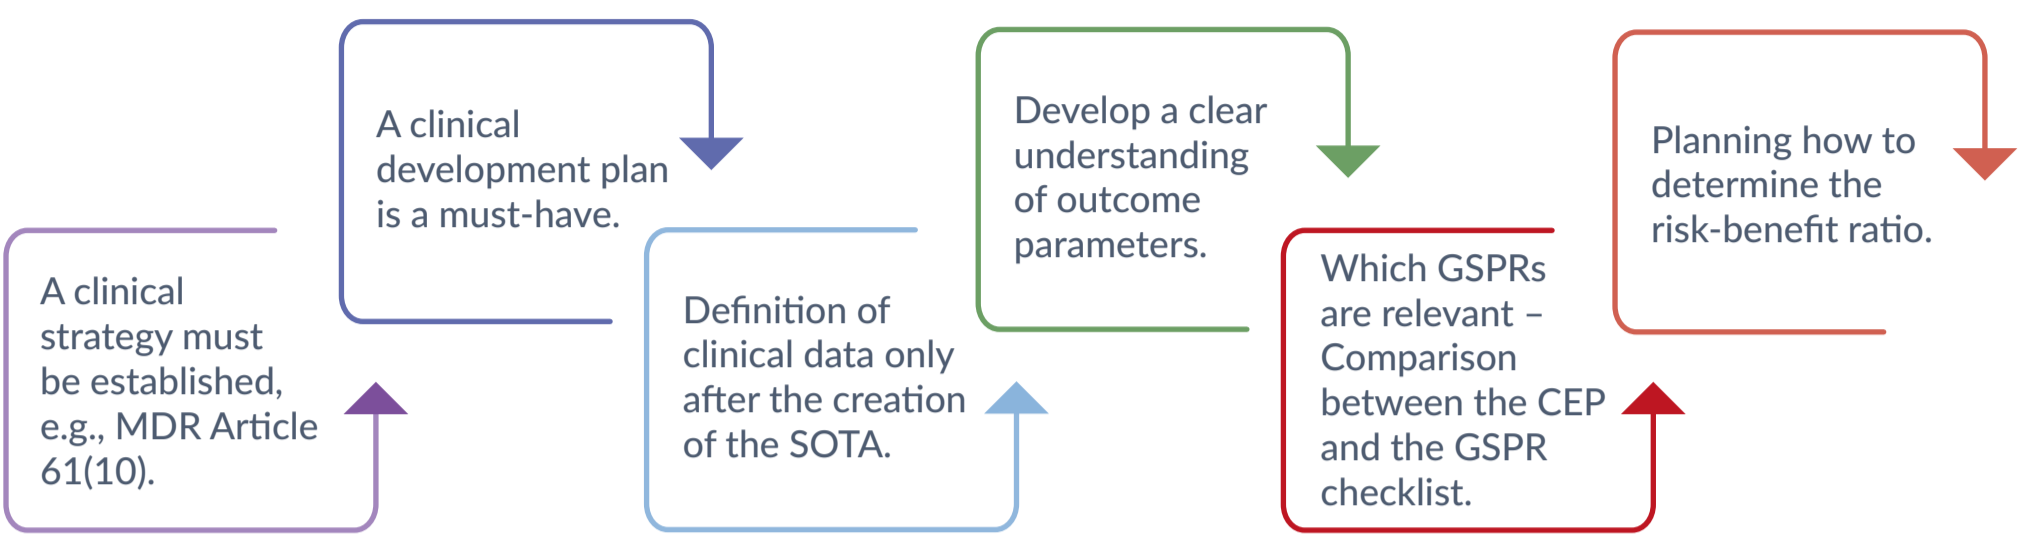 A clinical
strategy must
be established,
e.g., MDR Article
61(10).
A clinical
development plan
is a must-have.
Definition of
clinical data only
after the creation
of the SOTA.
Develop a clear
understanding
of outcome
parameters.
Which GSPRs
are relevant –
Comparison
between the CEP
and the GSPR
checklist.
Planning how to
determine the
risk-benefit ratio.